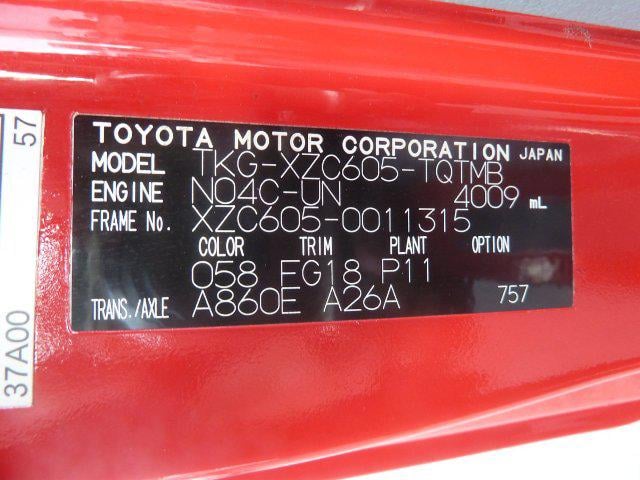 TOYOTA MOTOR CORPORATION JAPAN
MODEL TKG-XZC605-TQTMB
ENGINE N04C-UN 4009 mL
FRAME No. XZC605-0011315
COLOR TRIM PLANT OPTION
058 FG18 P11
TRANS./AXLE A860E A26A 757
57
37A00